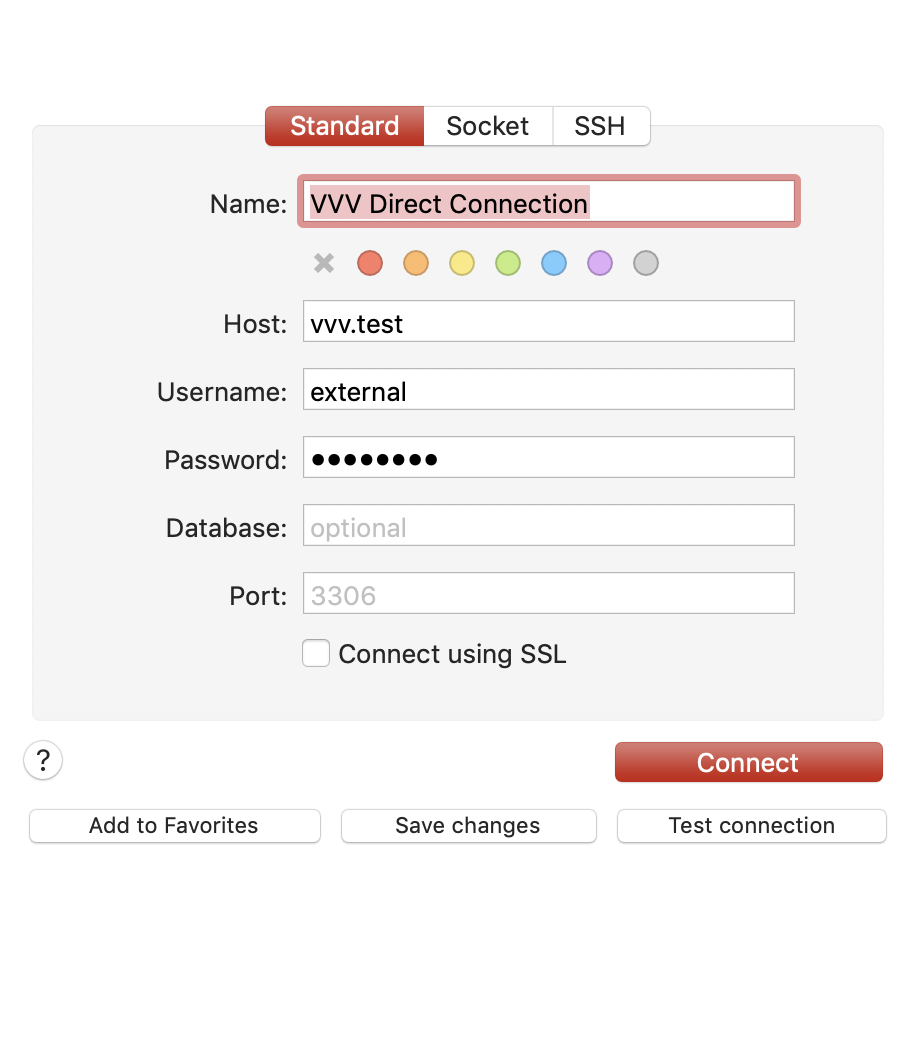 Standard Socket SSH
Name: VVV Direct Connection
Host: vvv.test
Username: external
Password: ••••••••
Database: optional
Port: 3306
Connect using SSL
? Connect
Add to Favorites Save changes Test connection